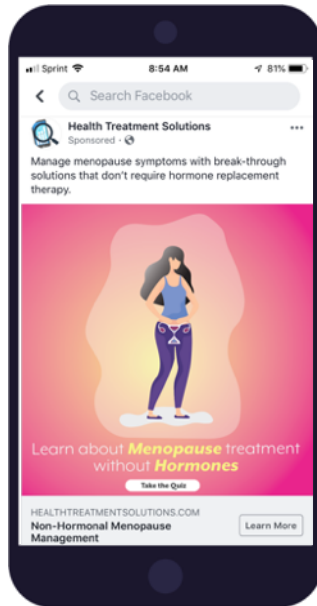 Sprint 8:54 AM 81%
Search Facebook
Health Treatment Solutions
Sponsored ·
Manage menopause symptoms with break-through
solutions that don't require hormone replacement
therapy.
Learn about Menopause treatment
without Hormones
Take the Quiz
HEALTHTREATMENTSOLUTIONS.COM
Non-Hormonal Menopause
Management
Learn More